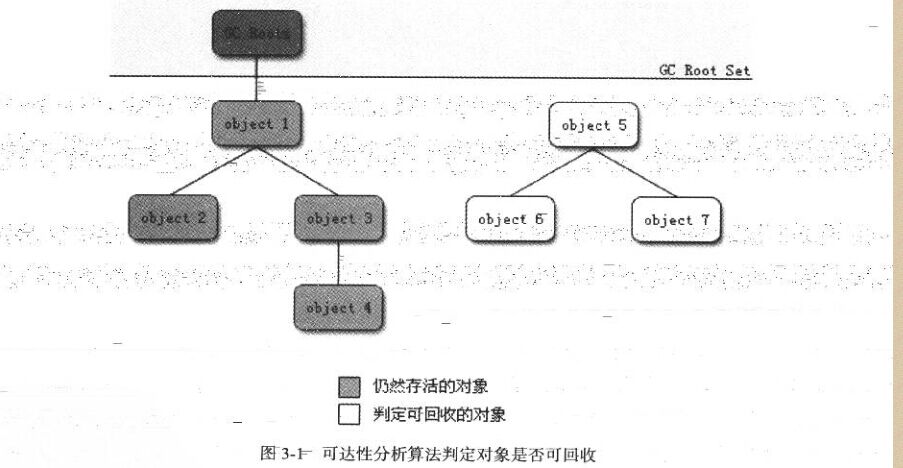 GC Roots
GC Root Set
object 1
object 5
object 2
object 3
object 6
object 7
object 4
仍然存活的对象
判定可回收的对象
图 3-1 可达性分析算法判定对象是否可回收